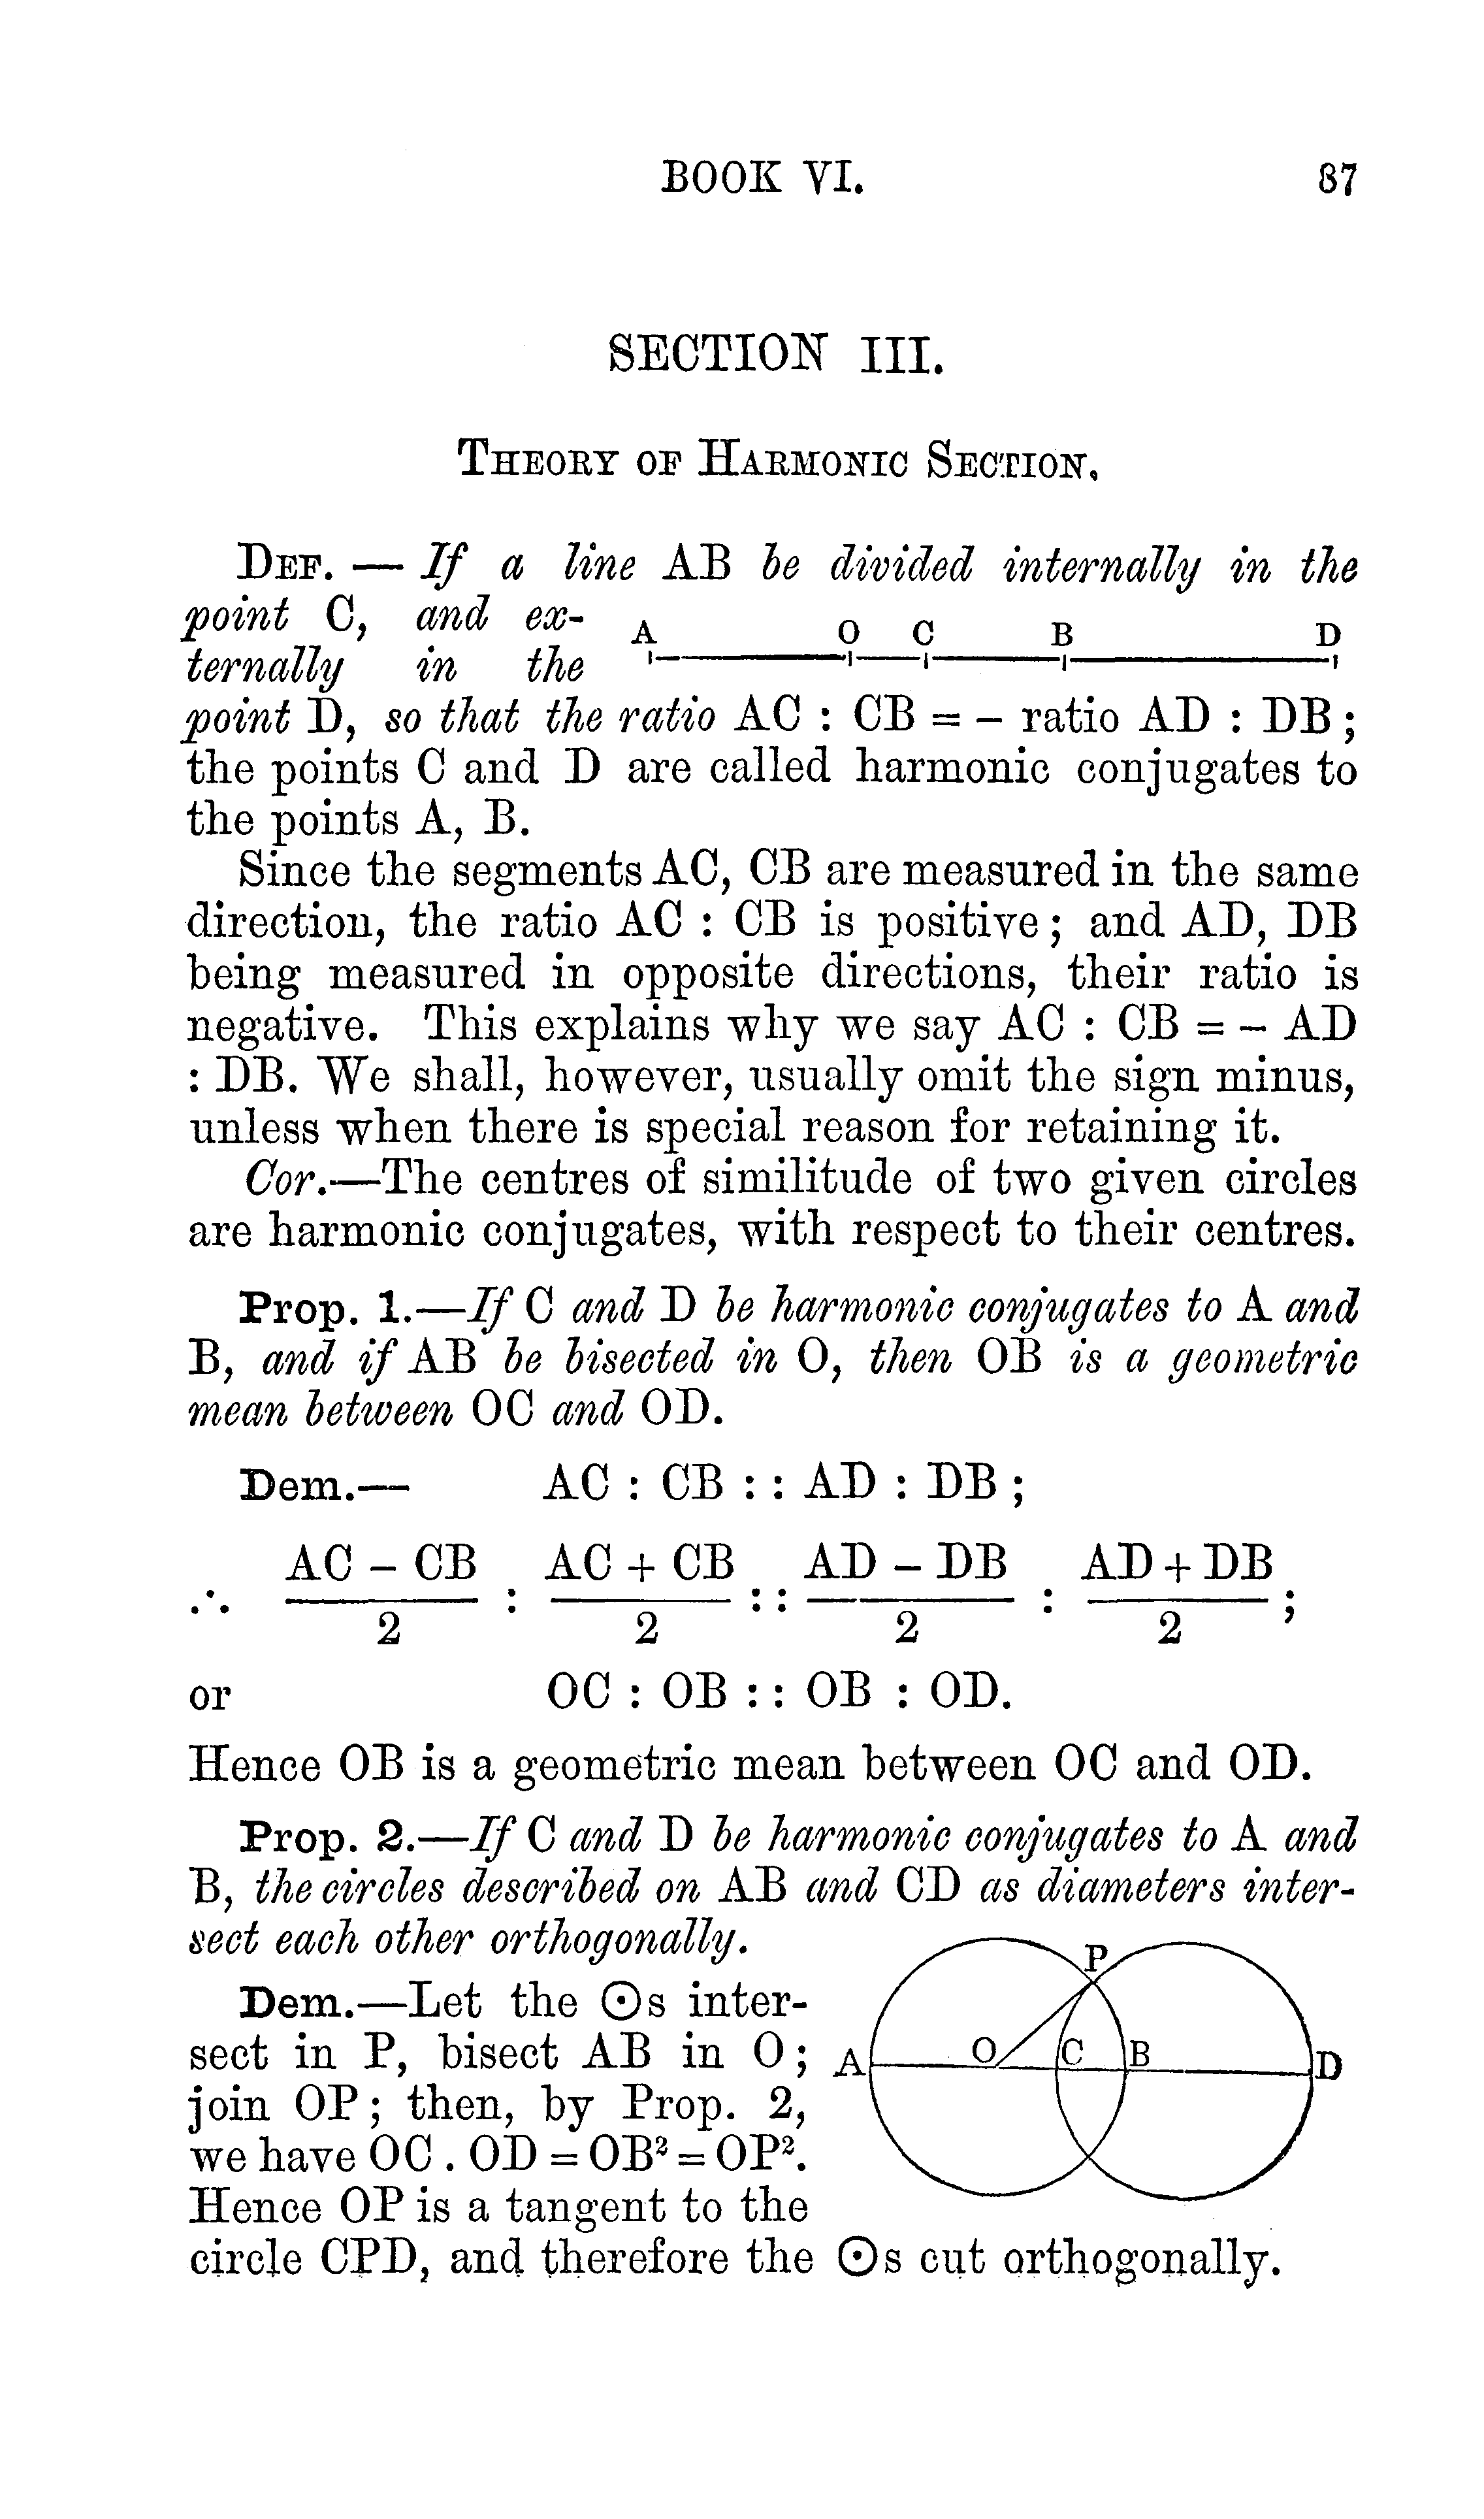 BOOK VI. 87
SECTION III.
THEORY OF HARMONIC SECTION.
DEF. — If a line AB be divided internally in the
point C, and ex-
A O C B D
ternally in the
point D, so that the ratio AC : CB = – ratio AD : DB ;
the points C and D are called harmonic conjugates to
the points A, B.
Since the segments AC, CB are measured in the same
direction, the ratio AC : CB is positive ; and AD, DB
being measured in opposite directions, their ratio is
negative. This explains why we say AC : CB = – AD
: DB. We shall, however, usually omit the sign minus,
unless when there is special reason for retaining it.
Cor.—The centres of similitude of two given circles
are harmonic conjugates, with respect to their centres.
Prop. 1.—If C and D be harmonic conjugates to A and
B, and if AB be bisected in O, then OB is a geometric
mean between OC and OD.
Dem.— AC : CB : : AD : DB ;
∴ (AC – CB)/2 : (AC + CB)/2 : : (AD – DB)/2 : (AD + DB)/2 ;
or OC : OB : : OB : OD.
Hence OB is a geometric mean between OC and OD.
Prop. 2.—If C and D be harmonic conjugates to A and
B, the circles described on AB and CD as diameters inter-
sect each other orthogonally.
Dem.—Let the ⊙s inter-
sect in P, bisect AB in O ;
join OP ; then, by Prop. 2,
we have OC . OD = OB² = OP².
Hence OP is a tangent to the
circle CPD, and therefore the ⊙s cut orthogonally.
P
A O C B D